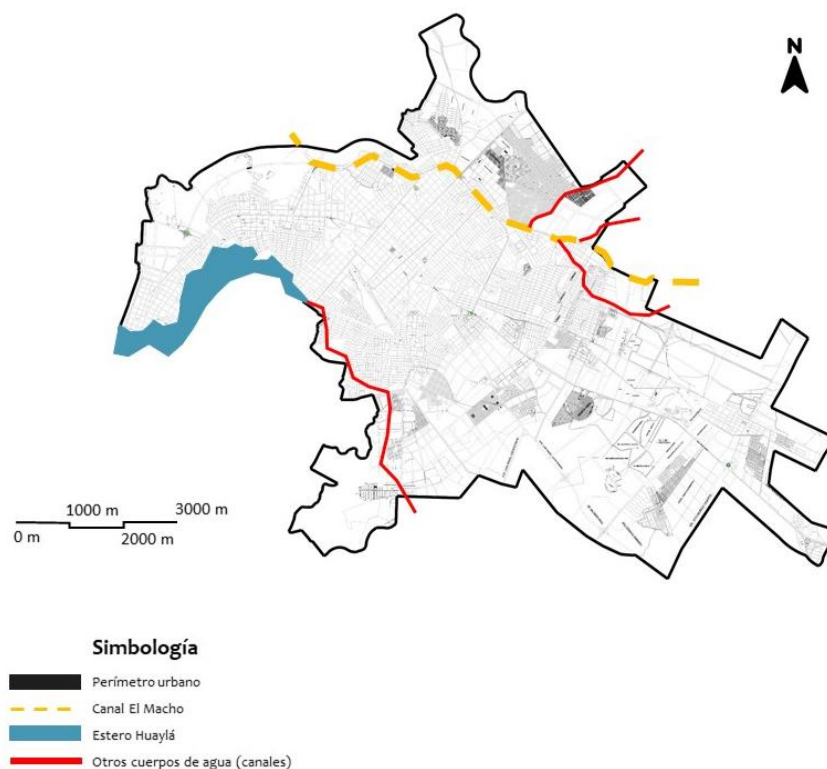 N
1000 m 3000 m
0 m 2000 m
Simbología
Perímetro urbano
Canal El Macho
Estero Huaylá
Otros cuerpos de agua (canales)